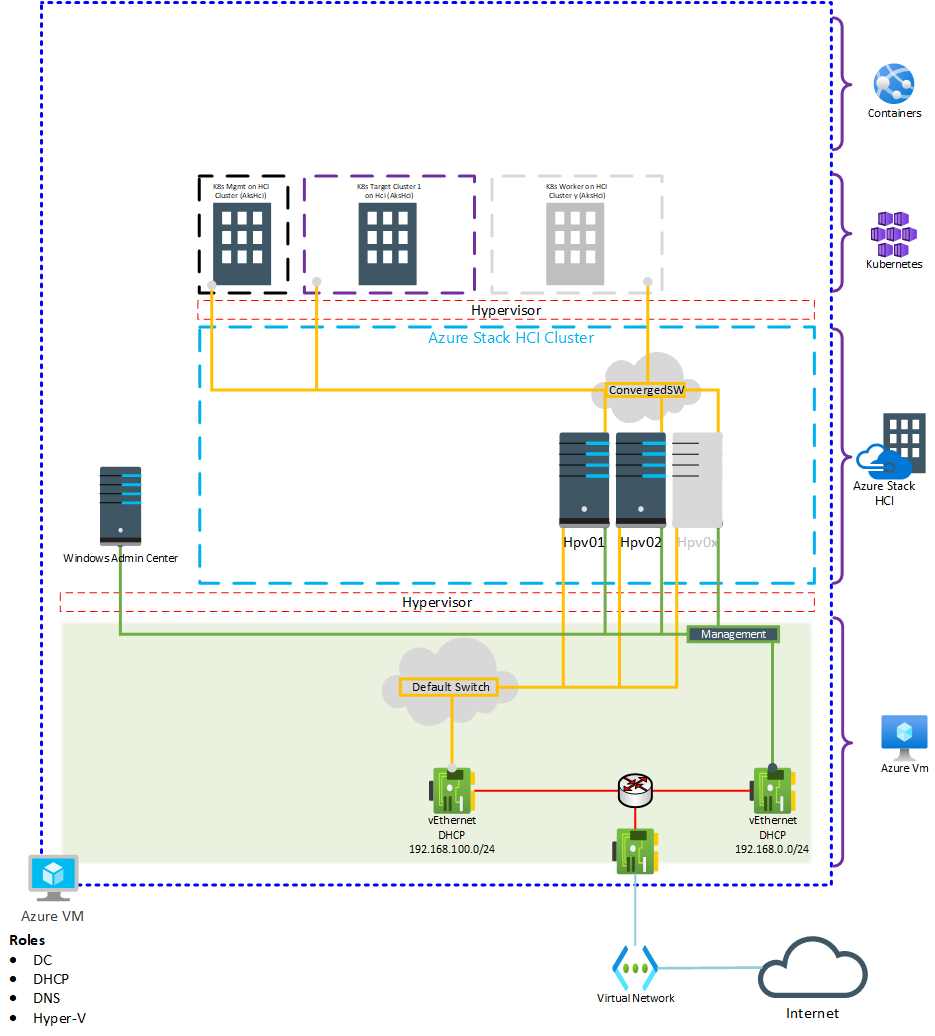 Containers
K8s Mgmt on HCI
Cluster (AksHci)
K8s Target Cluster 1
on Hci (AksHci)
K8s Worker on HCI
Cluster y (AksHci)
Kubernetes
Hypervisor
Azure Stack HCI Cluster
ConvergedSW
Azure Stack
HCI
Hpv01
Hpv02
Hpv0x
Windows Admin Center
Hypervisor
Management
Default Switch
Azure Vm
vEthernet
DHCP
192.168.100.0/24
vEthernet
DHCP
192.168.0.0/24
Azure VM
Roles
• DC
• DHCP
• DNS
• Hyper-V
Virtual Network
Internet